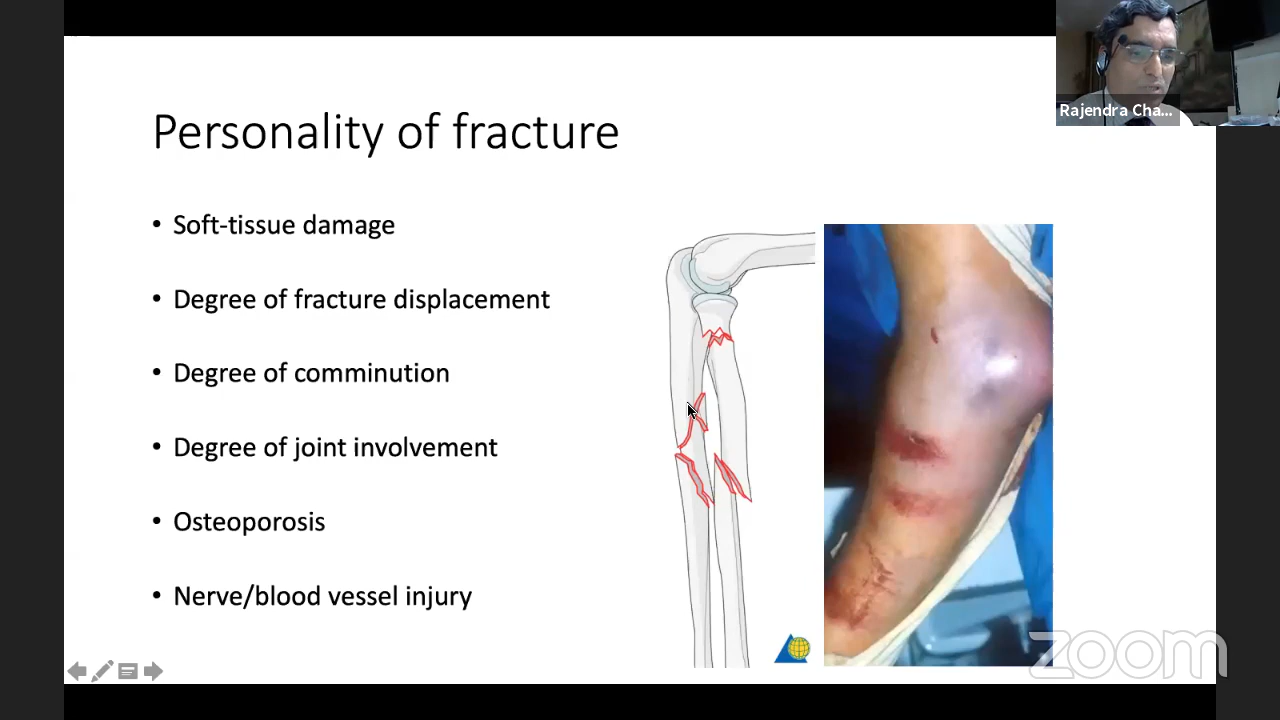 Personality of fracture
• Soft-tissue damage
• Degree of fracture displacement
• Degree of comminution
• Degree of joint involvement
• Osteoporosis
• Nerve/blood vessel injury
Rajendra Cha...
zoom